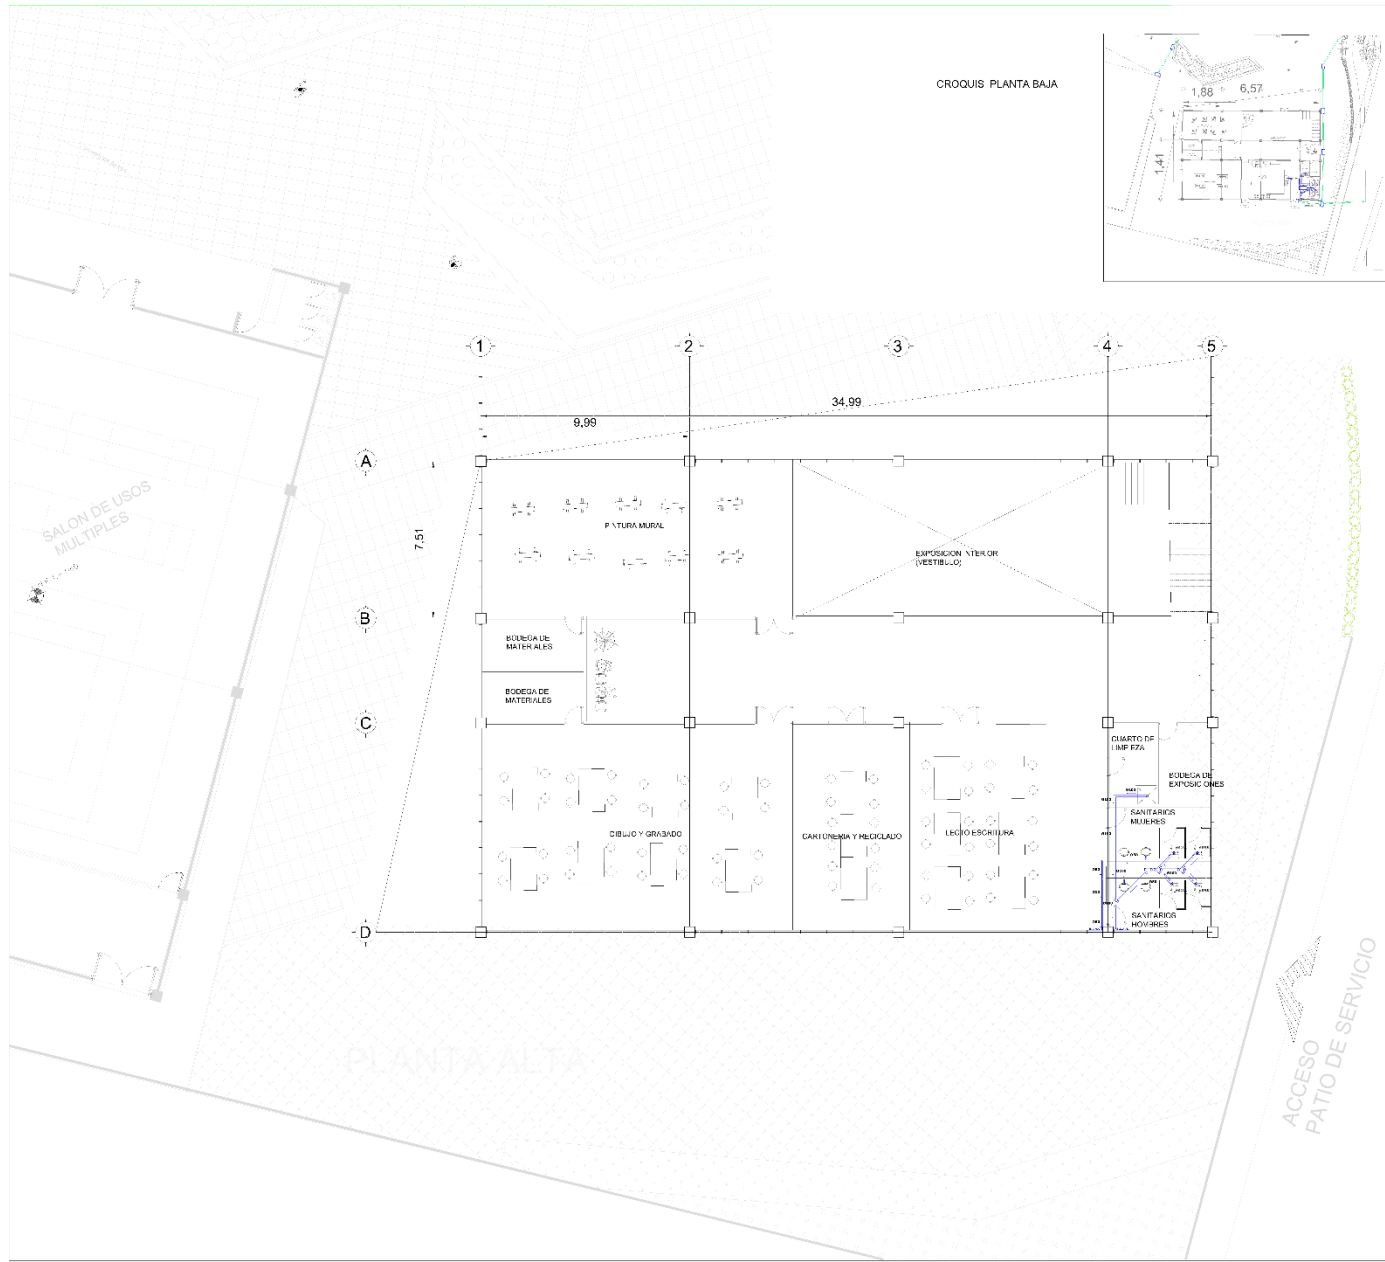 CROQUIS PLANTA BAJA
1,88
6,57
1,41
1
2
3
4
5
34,99
9,99
A
7,51
B
C
D
SALON DE USOS
MULTIPLES
PINTURA MURAL
EXPOSICION INTERIOR
(VESTIBULO)
BODEGA DE
MATERIALES
BODEGA DE
MATERIALES
CUARTO DE
LIMPIEZA
BODEGA DE
EXPOSICIONES
SANITARIOS
MUJERES
DIBUJO Y GRABADO
CARTONERIA Y RECICLADO
LECTO ESCRITURA
SANITARIOS
HOMBRES
PLANTA ALTA
ACCESO
PATIO DE SERVICIO